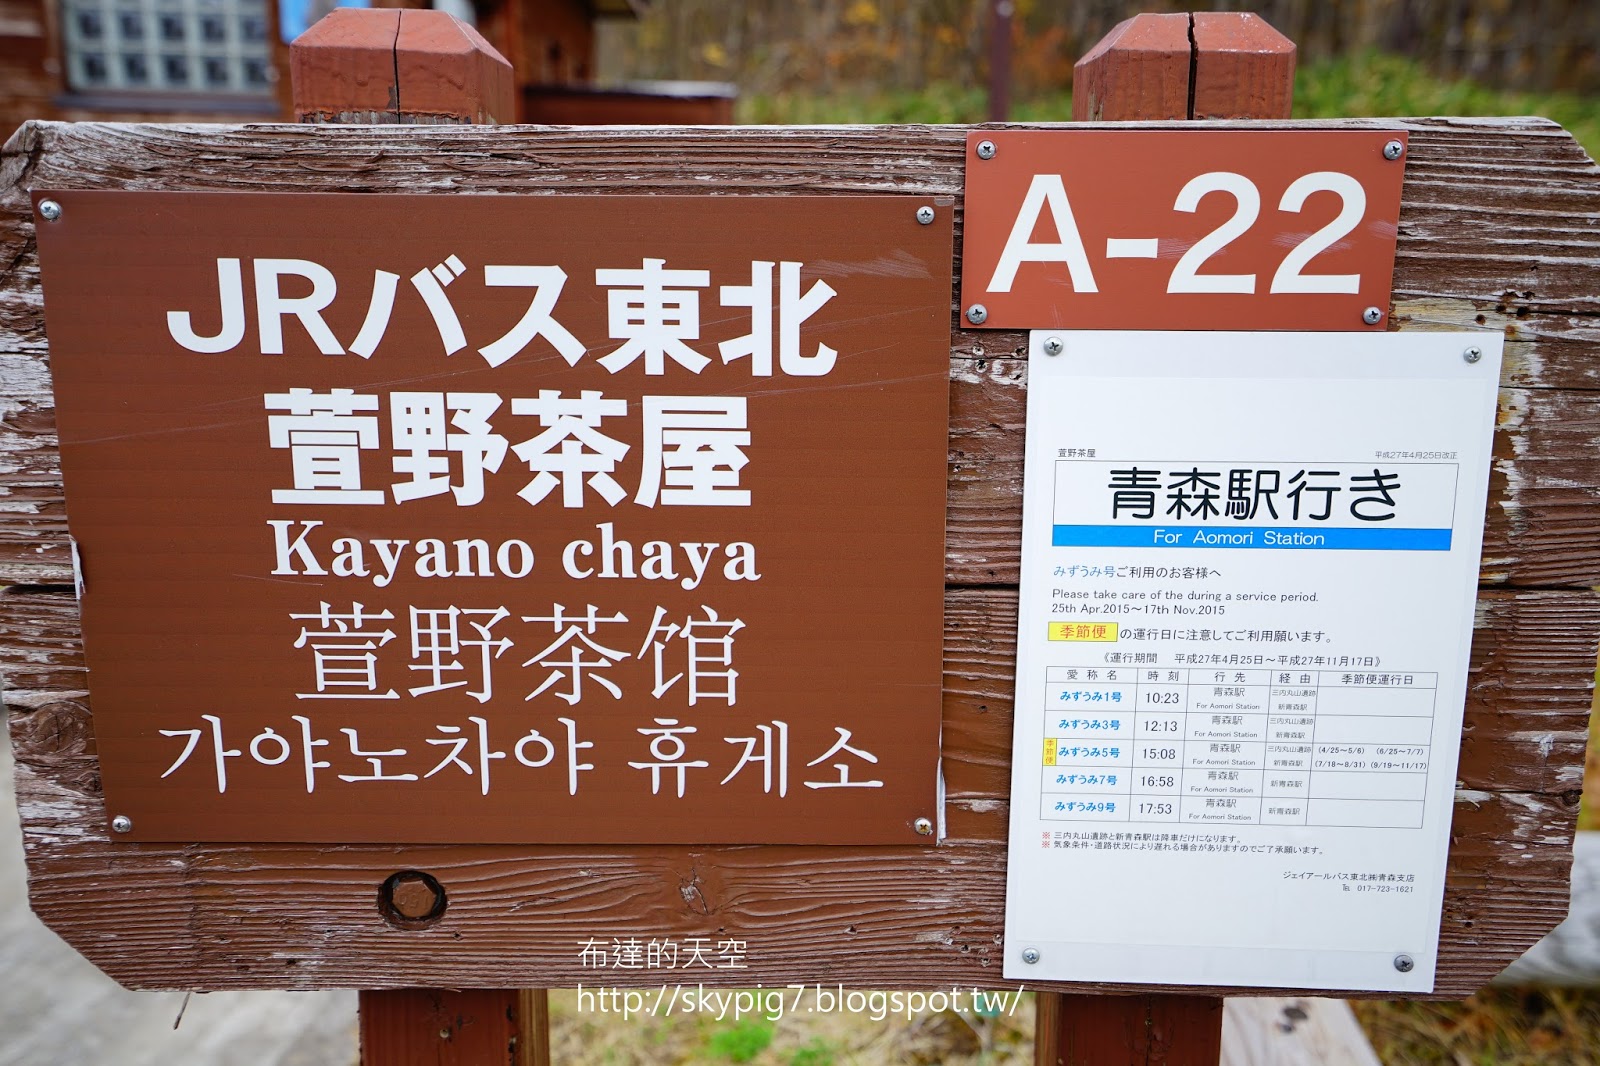 JRバス東北
萱野茶屋
Kayano chaya
萱野茶馆
가야노차야 휴게소
A-22
萱野茶屋 平成27年4月25日改正
青森駅行き
For Aomori Station
みずうみ号ご利用のお客様へ
Please take care of the during a service period.
25th Apr.2015～17th Nov.2015
季節便 の運行日に注意してご利用願います。
《運行期間 平成27年4月25日～平成27年11月17日》
愛称名 時刻 行先 経由 季節便運行日
みずうみ1号 10:23 青森駅 For Aomori Station 三内丸山遺跡 新青森駅
みずうみ3号 12:13 青森駅 For Aomori Station 三内丸山遺跡 新青森駅
季節便 みずうみ5号 15:08 青森駅 For Aomori Station 三内丸山遺跡 新青森駅 (4/25～5/6) (6/25～7/7) (7/18～8/31) (9/19～11/17)
みずうみ7号 16:58 青森駅 For Aomori Station 新青森駅
みずうみ9号 17:53 青森駅 For Aomori Station 新青森駅
※ 三内丸山遺跡と新青森駅は降車だけになります。
※ 気象条件・道路状況により遅れる場合がありますのでご了承願います。
ジェイアールバス東北㈱青森支店
℡ 017-723-1621
布達的天空
http://skypig7.blogspot.tw/